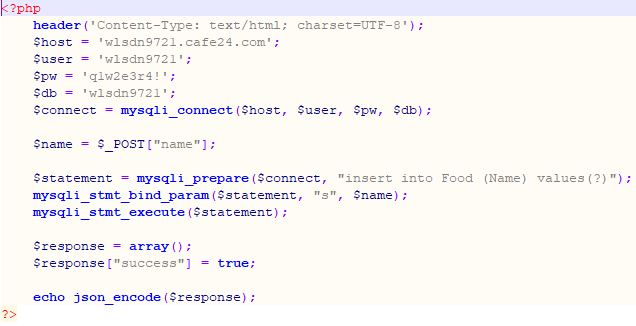 <?php
header('Content-Type: text/html; charset=UTF-8');
$host = 'wlsdn9721.cafe24.com';
$user = 'wlsdn9721';
$pw = 'qlw2e3r4!';
$db = 'wlsdn9721';
$connect = mysqli_connect($host, $user, $pw, $db);
$name = $_POST["name"];
$statement = mysqli_prepare($connect, "insert into Food (Name) values(?)");
mysqli_stmt_bind_param($statement, "s", $name);
mysqli_stmt_execute($statement);
$response = array();
$response["success"] = true;
echo json_encode($response);
?>